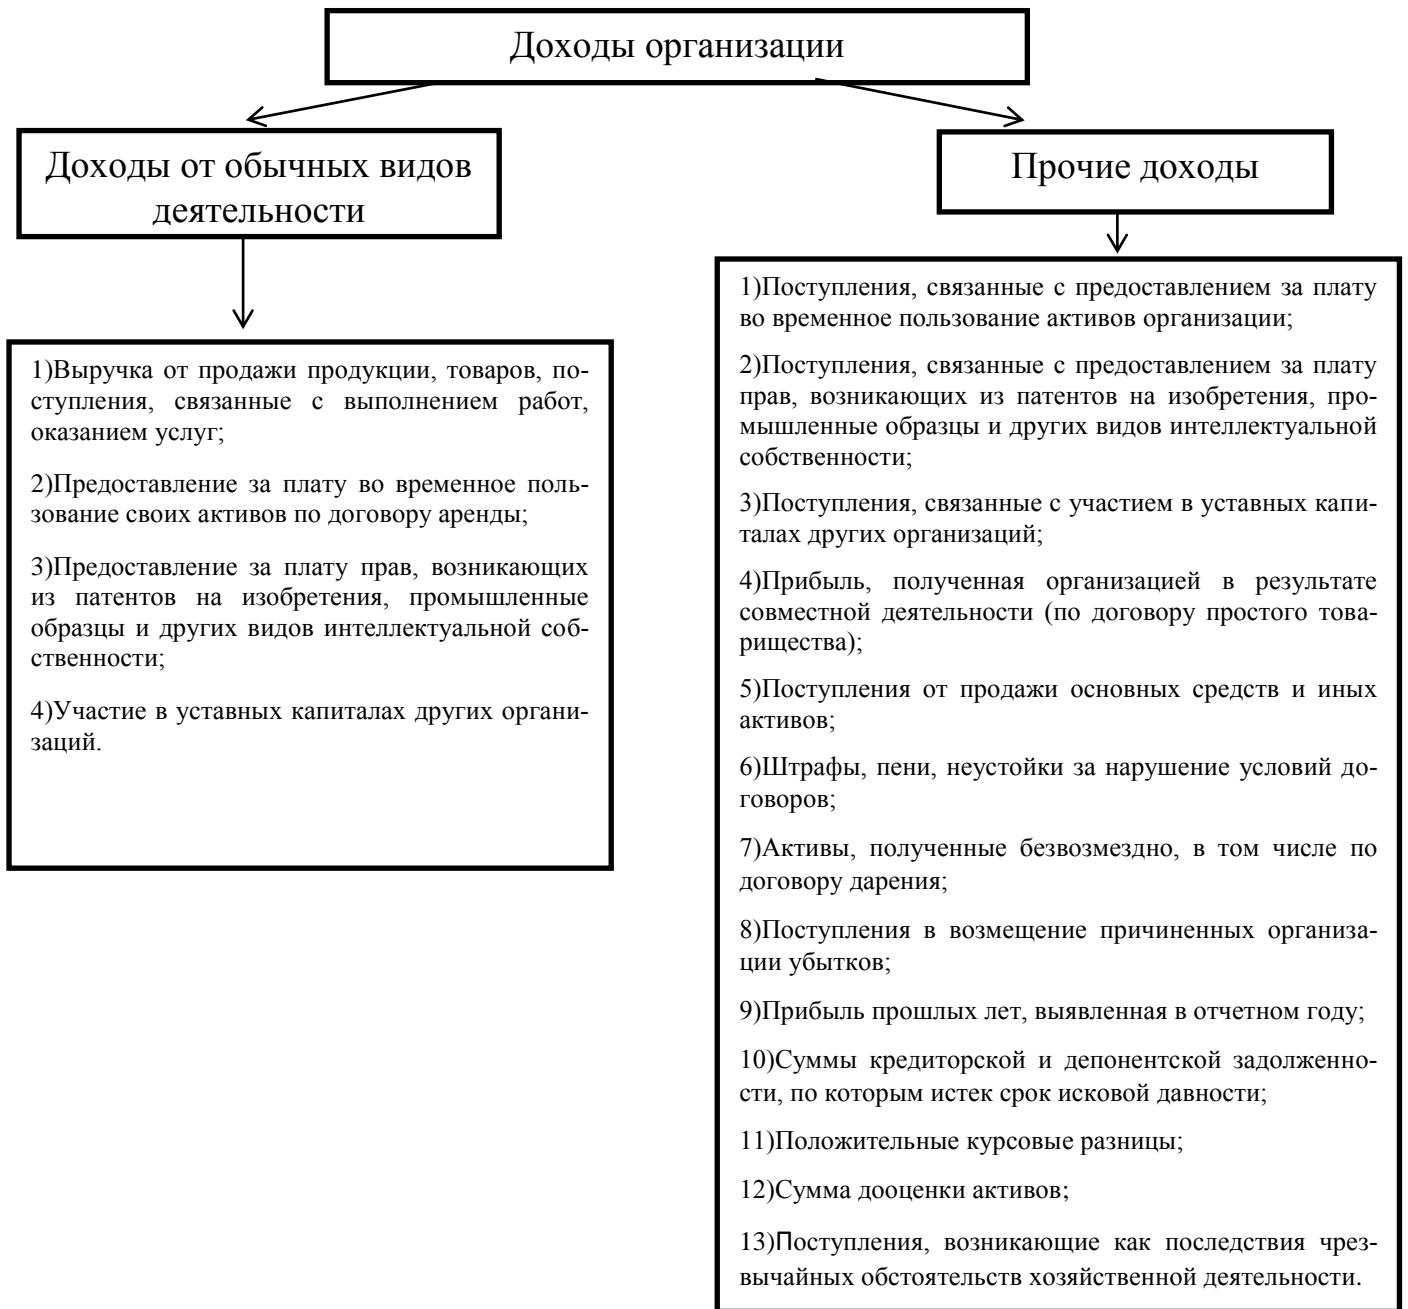 Доходы организации
Доходы от обычных видов
деятельности
Прочие доходы
1)Выручка от продажи продукции, товаров, по-
ступления, связанные с выполнением работ,
оказанием услуг;
2)Предоставление за плату во временное поль-
зование своих активов по договору аренды;
3)Предоставление за плату прав, возникающих
из патентов на изобретения, промышленные
образцы и других видов интеллектуальной соб-
ственности;
4)Участие в уставных капиталах других органи-
заций.
1)Поступления, связанные с предоставлением за плату
во временное пользование активов организации;
2)Поступления, связанные с предоставлением за плату
прав, возникающих из патентов на изобретения, про-
мышленные образцы и других видов интеллектуальной
собственности;
3)Поступления, связанные с участием в уставных капи-
талах других организаций;
4)Прибыль, полученная организацией в результате
совместной деятельности (по договору простого това-
рищества);
5)Поступления от продажи основных средств и иных
активов;
6)Штрафы, пени, неустойки за нарушение условий до-
говоров;
7)Активы, полученные безвозмездно, в том числе по
договору дарения;
8)Поступления в возмещение причиненных организа-
ции убытков;
9)Прибыль прошлых лет, выявленная в отчетном году;
10)Суммы кредиторской и депонентской задолженно-
сти, по которым истек срок исковой давности;
11)Положительные курсовые разницы;
12)Сумма дооценки активов;
13)Поступления, возникающие как последствия чрез-
вычайных обстоятельств хозяйственной деятельности.